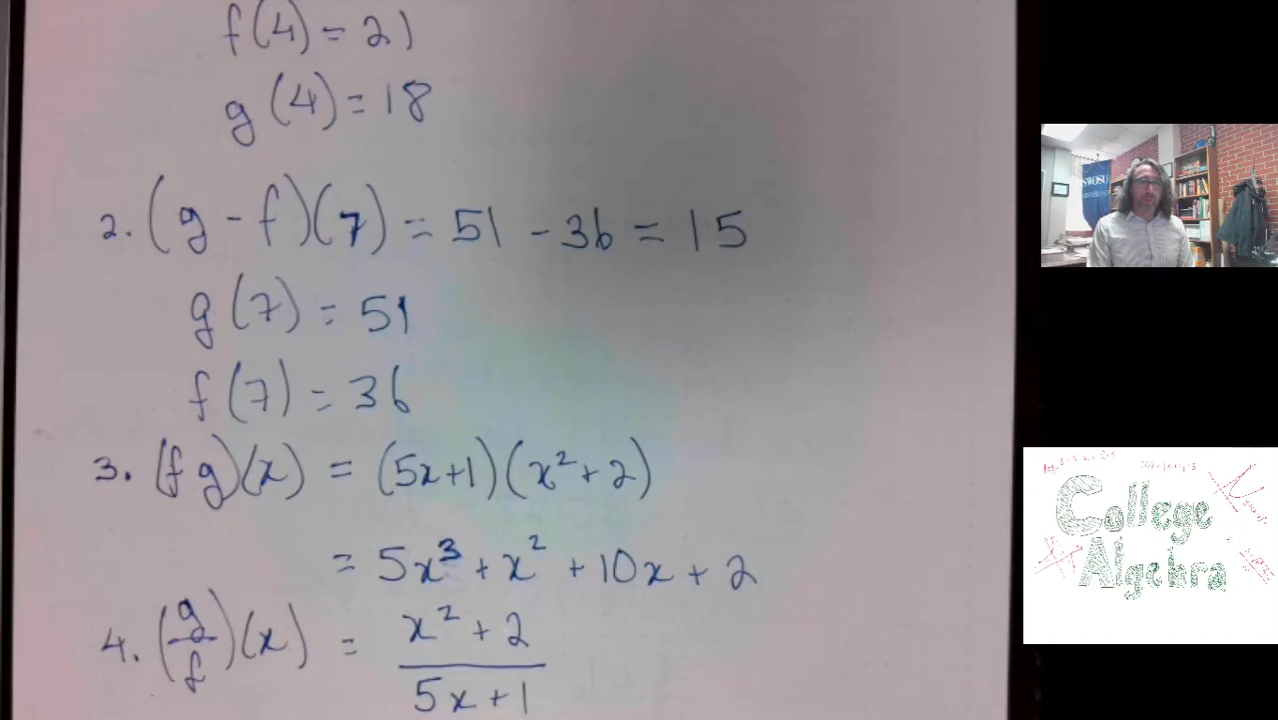 f(4) = 21
g(4) = 18
2. (g - f)(7) = 51 - 36 = 15
g(7) = 51
f(7) = 36
3. (fg)(x) = (5x+1)(x²+2)
= 5x³ + x² + 10x + 2
4. (g/f)(x) = x² + 2 / 5x + 1
SWOSU
College
Algebra